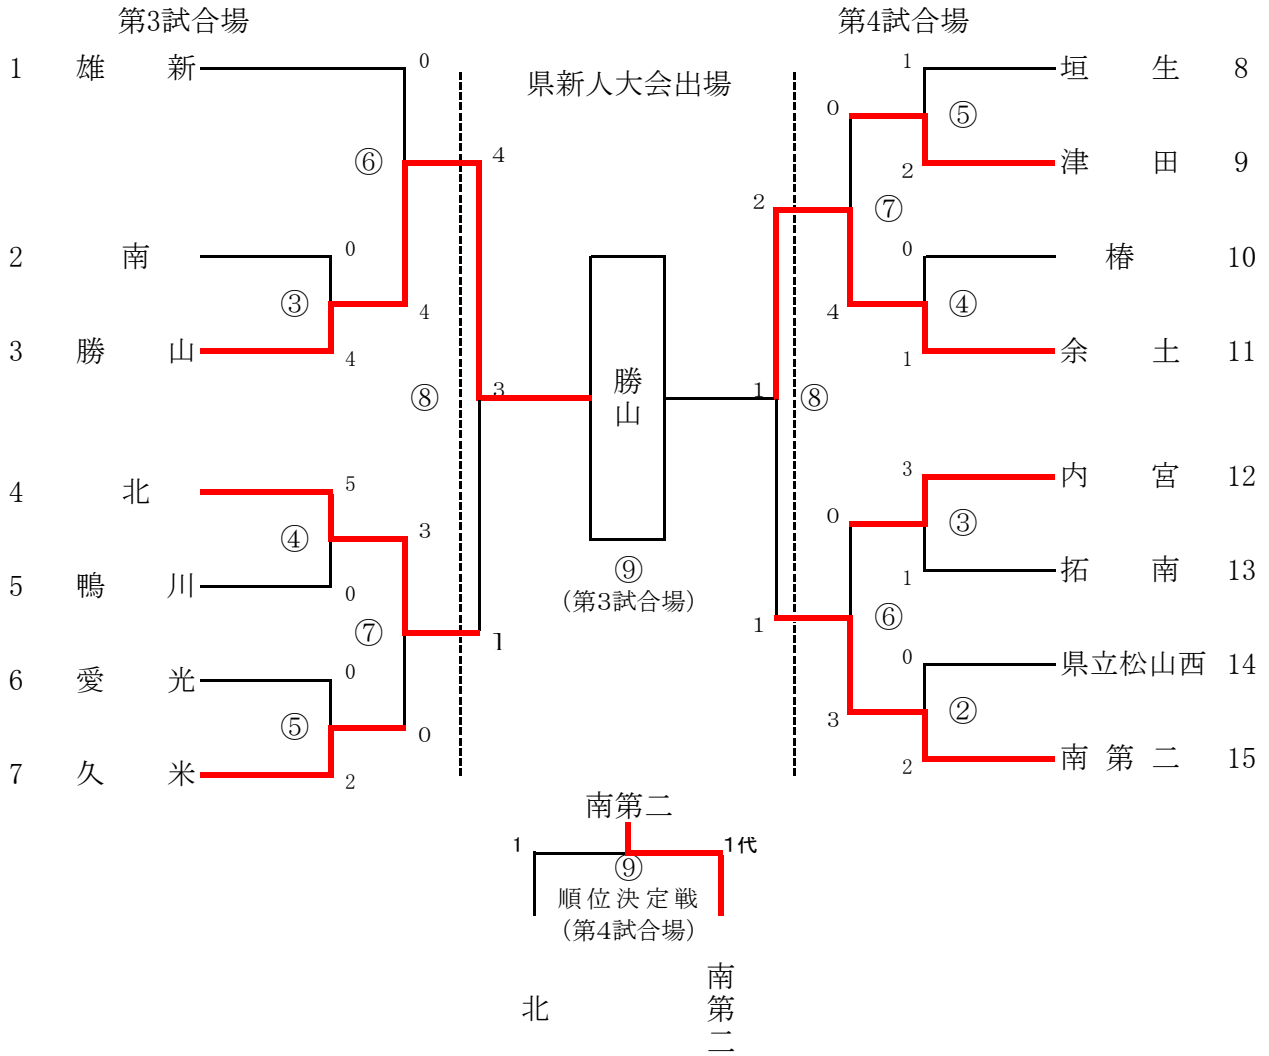 第3試合場
第4試合場
県新人大会出場
1 雄 新
0
⑥
4
2 南
0
③
4
3 勝 山
4
⑧
3
4 北
5
④
3
5 鴨 川
0
⑦
1
6 愛 光
0
⑤
0
7 久 米
2
勝山
⑨
(第3試合場)
1
垣 生 8
0
⑤
2
津 田 9
2
⑦
0
椿 10
4
④
1
余 土 11
1
⑧
3
内 宮 12
0
③
1
拓 南 13
1
⑥
0
県立松山西 14
3
②
2
南 第 二 15
南第二
1
1代
⑨
順位決定戦
(第4試合場)
北
南第二